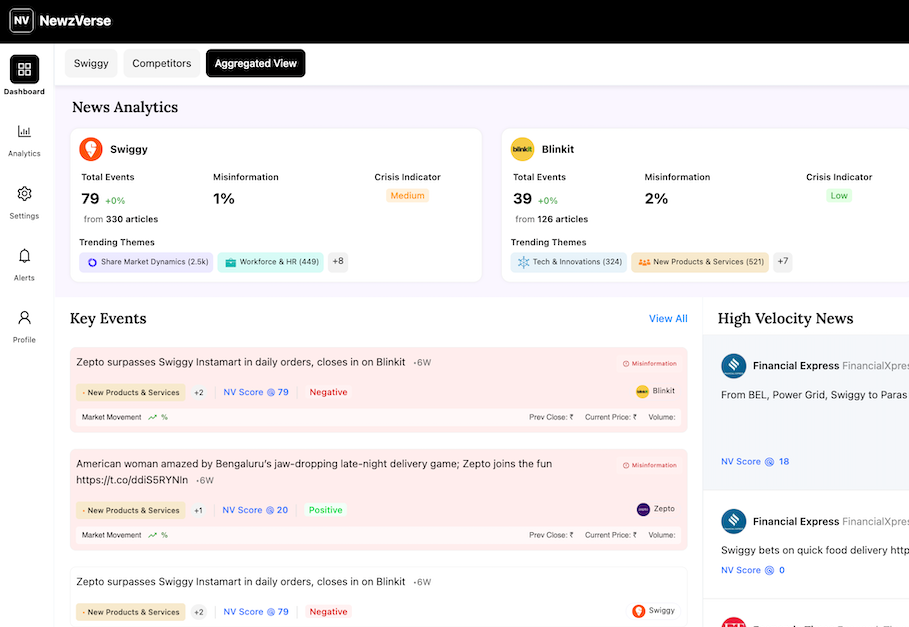 NV NewzVerse
Dashboard
Analytics
Settings
Alerts
Profile
Swiggy Competitors Aggregated View
News Analytics
Swiggy
Total Events Misinformation Crisis Indicator
79 +0% 1% Medium
from 330 articles
Trending Themes
Share Market Dynamics (2.5k) Workforce & HR (449) +8
blinkit Blinkit
Total Events Misinformation Crisis Indicator
39 +0% 2% Low
from 126 articles
Trending Themes
Tech & Innovations (324) New Products & Services (521) +7
Key Events View All
Zepto surpasses Swiggy Instamart in daily orders, closes in on Blinkit •6W Misinformation
• New Products & Services +2 NV Score @ 79 Negative Blinkit
Market Movement % Prev Close: ₹ Current Price: ₹ Volume:
American woman amazed by Bengaluru's jaw-dropping late-night delivery game; Zepto joins the fun Misinformation
https://t.co/ddiS5RYNln •6W
• New Products & Services +1 NV Score @ 20 Positive Zepto
Market Movement % Prev Close: ₹ Current Price: ₹ Volume:
Zepto surpasses Swiggy Instamart in daily orders, closes in on Blinkit •6W
• New Products & Services +2 NV Score @ 79 Negative Swiggy
High Velocity News
Financial Express FinancialXpres
From BEL, Power Grid, Swiggy to Paras
NV Score @ 18
Financial Express FinancialXpres
Swiggy bets on quick food delivery http
NV Score @ 0